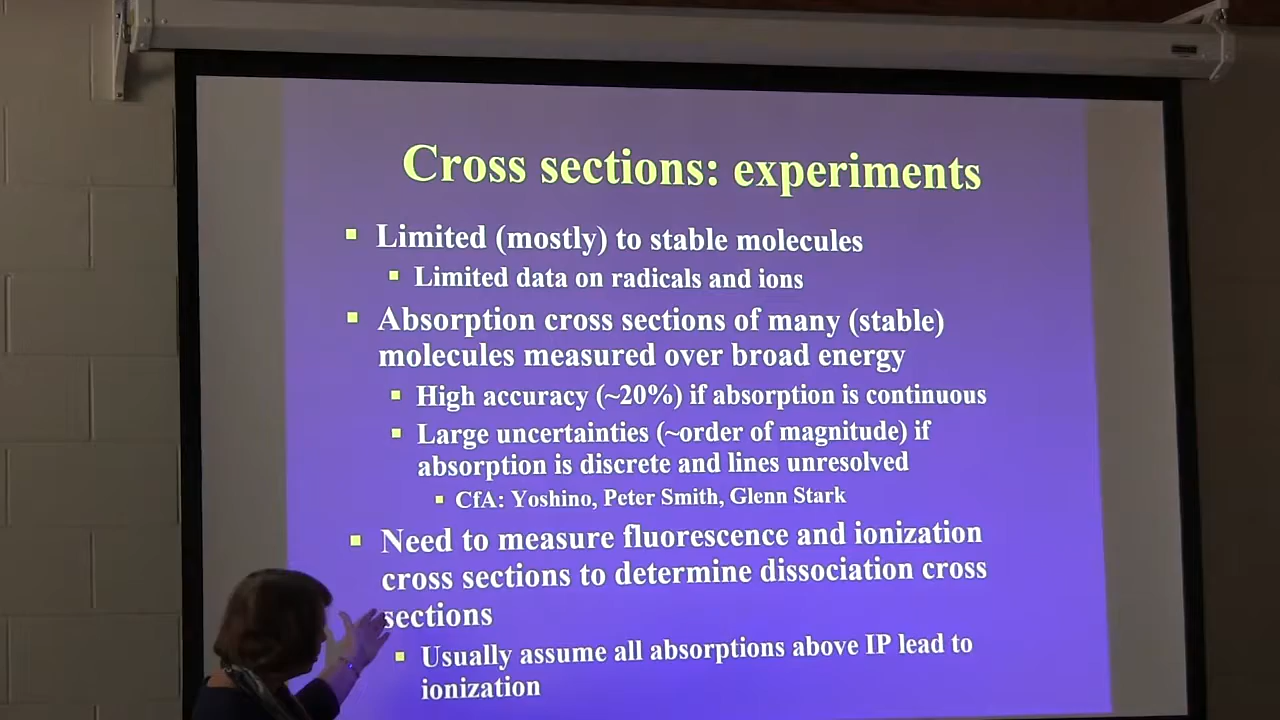 Cross sections: experiments
Limited (mostly) to stable molecules
Limited data on radicals and ions
Absorption cross sections of many (stable)
molecules measured over broad energy
High accuracy (~20%) if absorption is continuous
Large uncertainties (~order of magnitude) if
absorption is discrete and lines unresolved
CfA: Yoshino, Peter Smith, Glenn Stark
Need to measure fluorescence and ionization
cross sections to determine dissociation cross
sections
Usually assume all absorptions above IP lead to
ionization